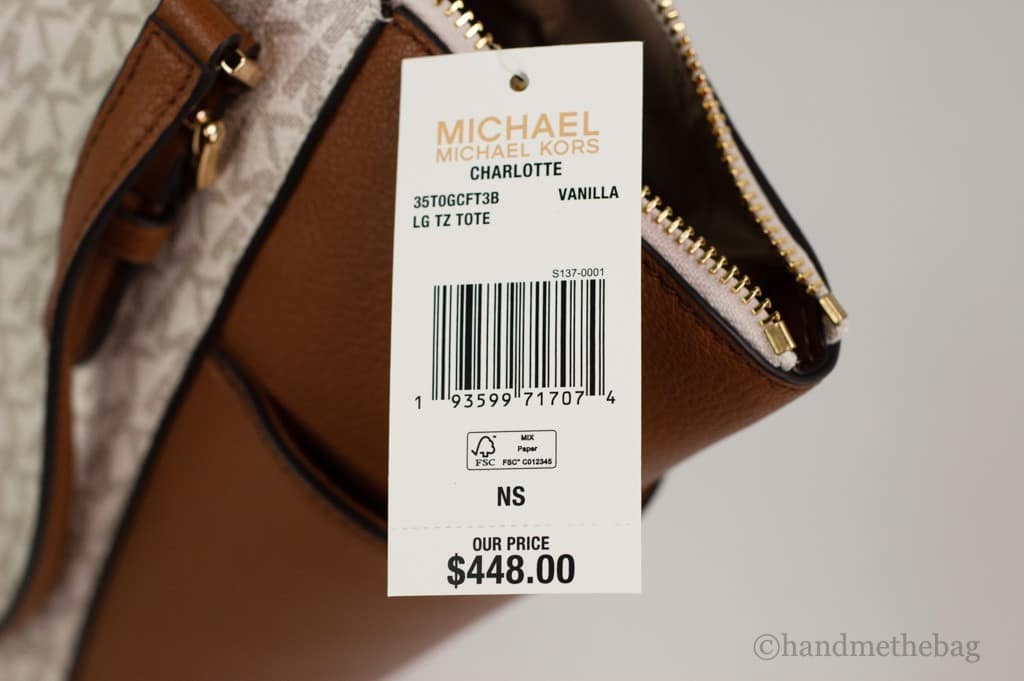 MICHAEL
MICHAEL KORS
CHARLOTTE
35T0GCFT3B VANILLA
LG TZ TOTE
S137-0001
1 93599 71707 4
MIX
Paper
FSC FSC® C012345
NS
OUR PRICE
$448.00
©handmethebag